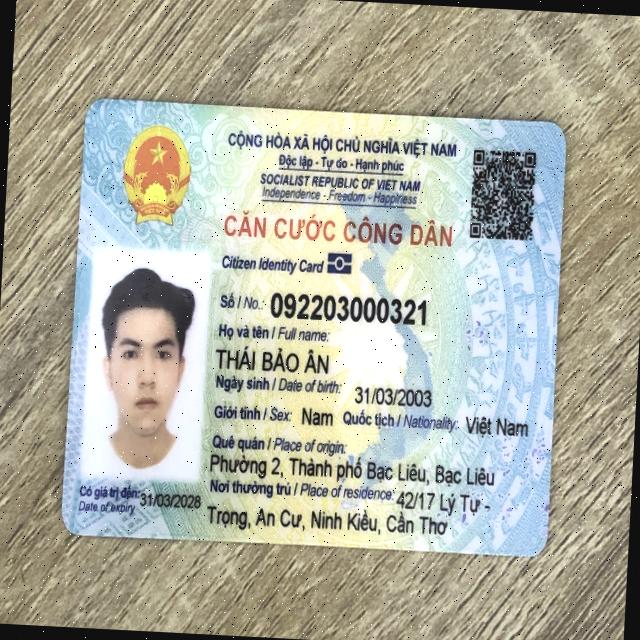 CỘNG HÒA XÃ HỘI CHỦ NGHĨA VIỆT NAM
Độc lập - Tự do - Hạnh phúc
SOCIALIST REPUBLIC OF VIET NAM
Independence - Freedom - Happiness
CĂN CƯỚC CÔNG DÂN
Citizen Identity Card
Số / No.: 092203000321
Họ và tên / Full name:
THÁI BẢO ÂN
Ngày sinh / Date of birth: 31/03/2003
Giới tính / Sex: Nam Quốc tịch / Nationality: Việt Nam
Quê quán / Place of origin:
Phường 2, Thành phố Bạc Liêu, Bạc Liêu
Nơi thường trú / Place of residence: 42/17 Lý Tự -
Trọng, An Cư, Ninh Kiều, Cần Thơ
Có giá trị đến: 31/03/2028
Date of expiry